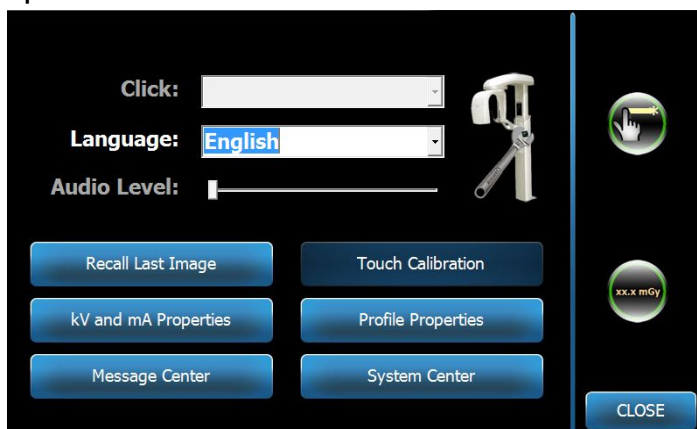 Click:
Language: English
Audio Level:
Recall Last Image Touch Calibration
xx.x mGy
kV and mA Properties Profile Properties
Message Center System Center
CLOSE